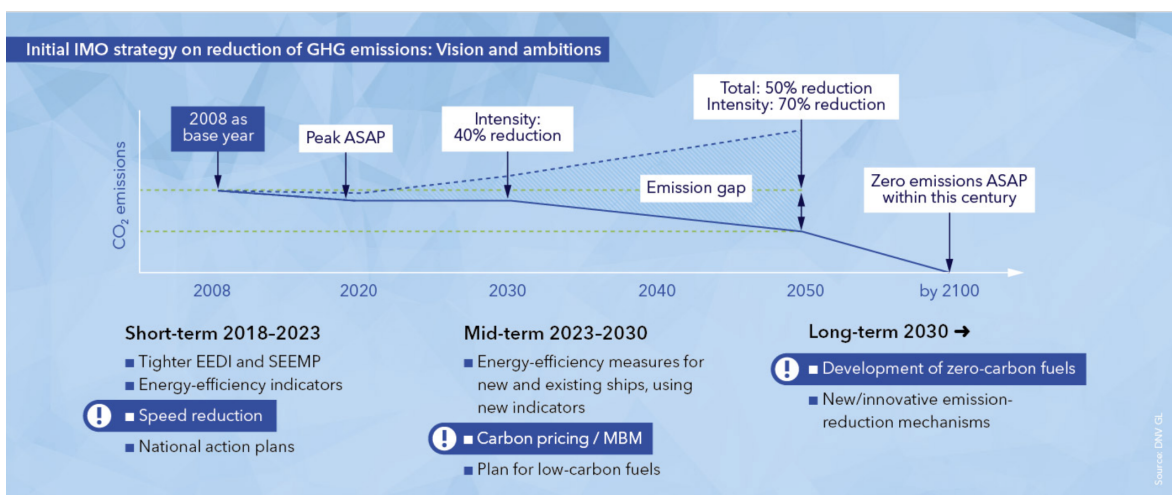 Initial IMO strategy on reduction of GHG emissions: Vision and ambitions
2008 as
base year
Peak ASAP
Intensity:
40% reduction
Total: 50% reduction
Intensity: 70% reduction
Emission gap
Zero emissions ASAP
within this century
CO₂ emissions
2008
2020
2030
2040
2050
by 2100
Short-term 2018–2023
■ Tighter EEDI and SEEMP
■ Energy-efficiency indicators
! ■ Speed reduction
■ National action plans
Mid-term 2023–2030
■ Energy-efficiency measures for
new and existing ships, using
new indicators
! ■ Carbon pricing / MBM
■ Plan for low-carbon fuels
Long-term 2030 ➔
! ■ Development of zero-carbon fuels
■ New/innovative emission-
reduction mechanisms
Source: DNV GL